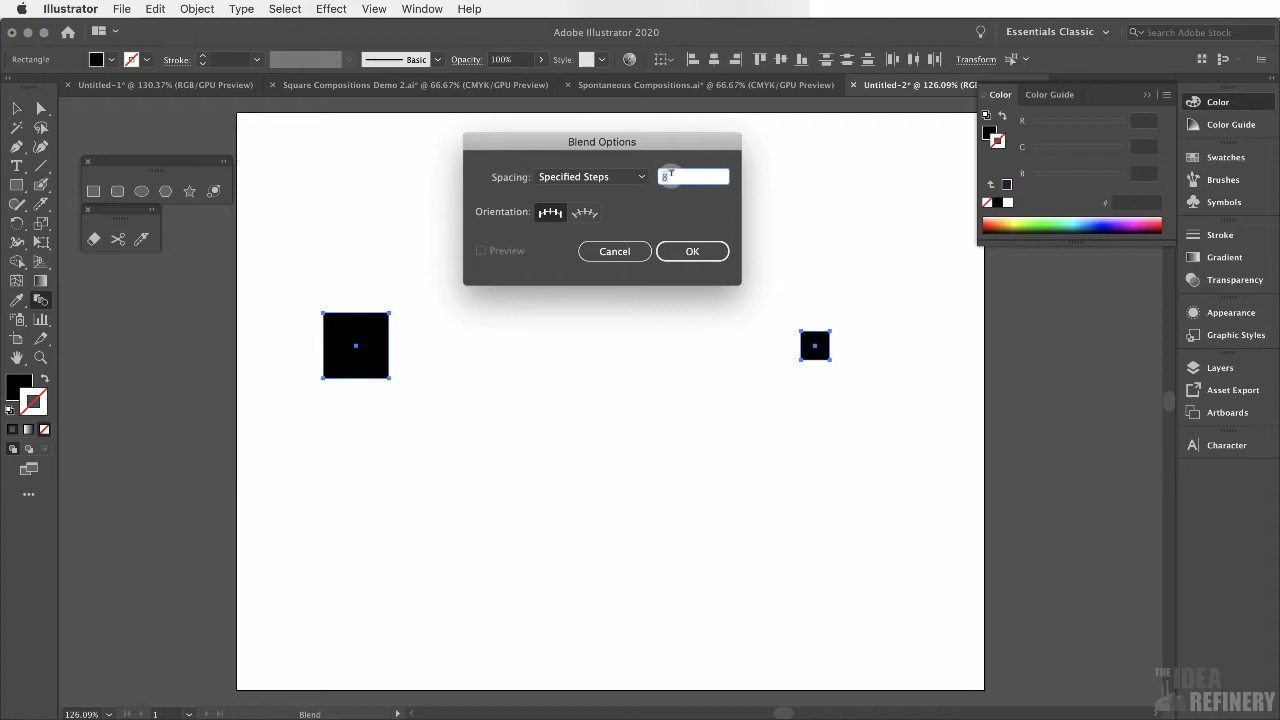 Illustrator File Edit Object Type Select Effect View Window Help
Adobe Illustrator 2020
Essentials Classic
Search Adobe Stock
Rectangle
Stroke:
Basic
Opacity: 100%
Style:
Transform
× Untitled-1* @ 130.37% (RGB/GPU Preview)
× Square Compositions Demo 2.ai* @ 66.67% (CMYK/GPU Preview)
× Spontaneous Compositions.ai* @ 66.67% (CMYK/GPU Preview)
× Untitled-2* @ 126.09% (RGB
Color Color Guide
R
G
B
#
Blend Options
Spacing: Specified Steps 8
Orientation:
Preview Cancel OK
Color
Color Guide
Swatches
Brushes
Symbols
Stroke
Gradient
Transparency
Appearance
Graphic Styles
Layers
Asset Export
Artboards
Character
126.09% 1 Blend
THE IDEA
REFINERY